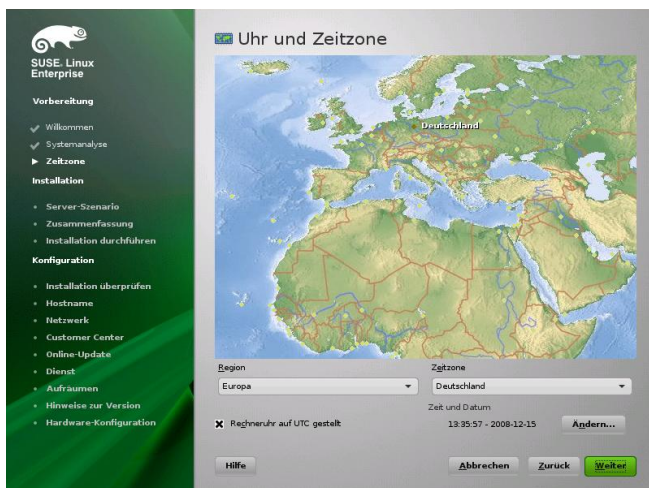 SUSE. Linux
Enterprise
Vorbereitung
Willkommen
Systemanalyse
Zeitzone
Installation
Server-Szenario
Zusammenfassung
Installation durchführen
Konfiguration
Installation überprüfen
Hostname
Netzwerk
Customer Center
Online-Update
Dienst
Aufräumen
Hinweise zur Version
Hardware-Konfiguration
Uhr und Zeitzone
Deutschland
Region
Europa
Zeitzone
Deutschland
Rechneruhr auf UTC gestellt
Zeit und Datum
13:35:57 - 2008-12-15
Ändern...
Hilfe
Abbrechen
Zurück
Weiter